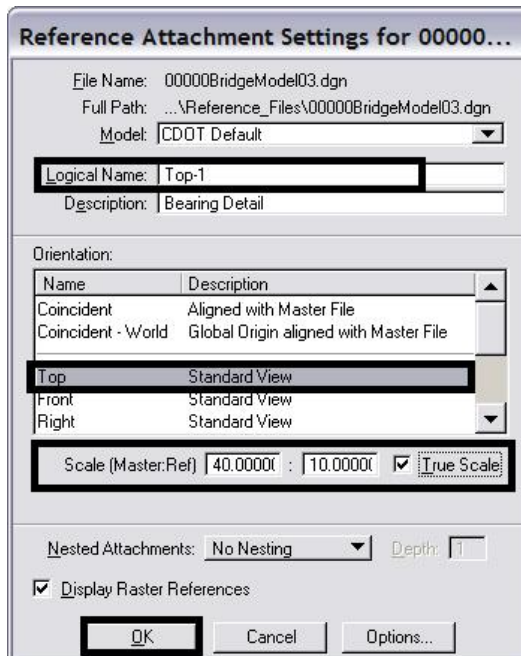 Reference Attachment Settings for 00000...
File Name: 00000BridgeModel03.dgn
Full Path: ...\Reference_Files\00000BridgeModel03.dgn
Model: CDOT Default
Logical Name: Top-1
Description: Bearing Detail
Orientation:
Name Description
Coincident Aligned with Master File
Coincident - World Global Origin aligned with Master File
Top Standard View
Front Standard View
Right Standard View
Scale (Master:Ref) 40.00000 : 10.00000 True Scale
Nested Attachments: No Nesting Depth: 1
Display Raster References
OK Cancel Options...